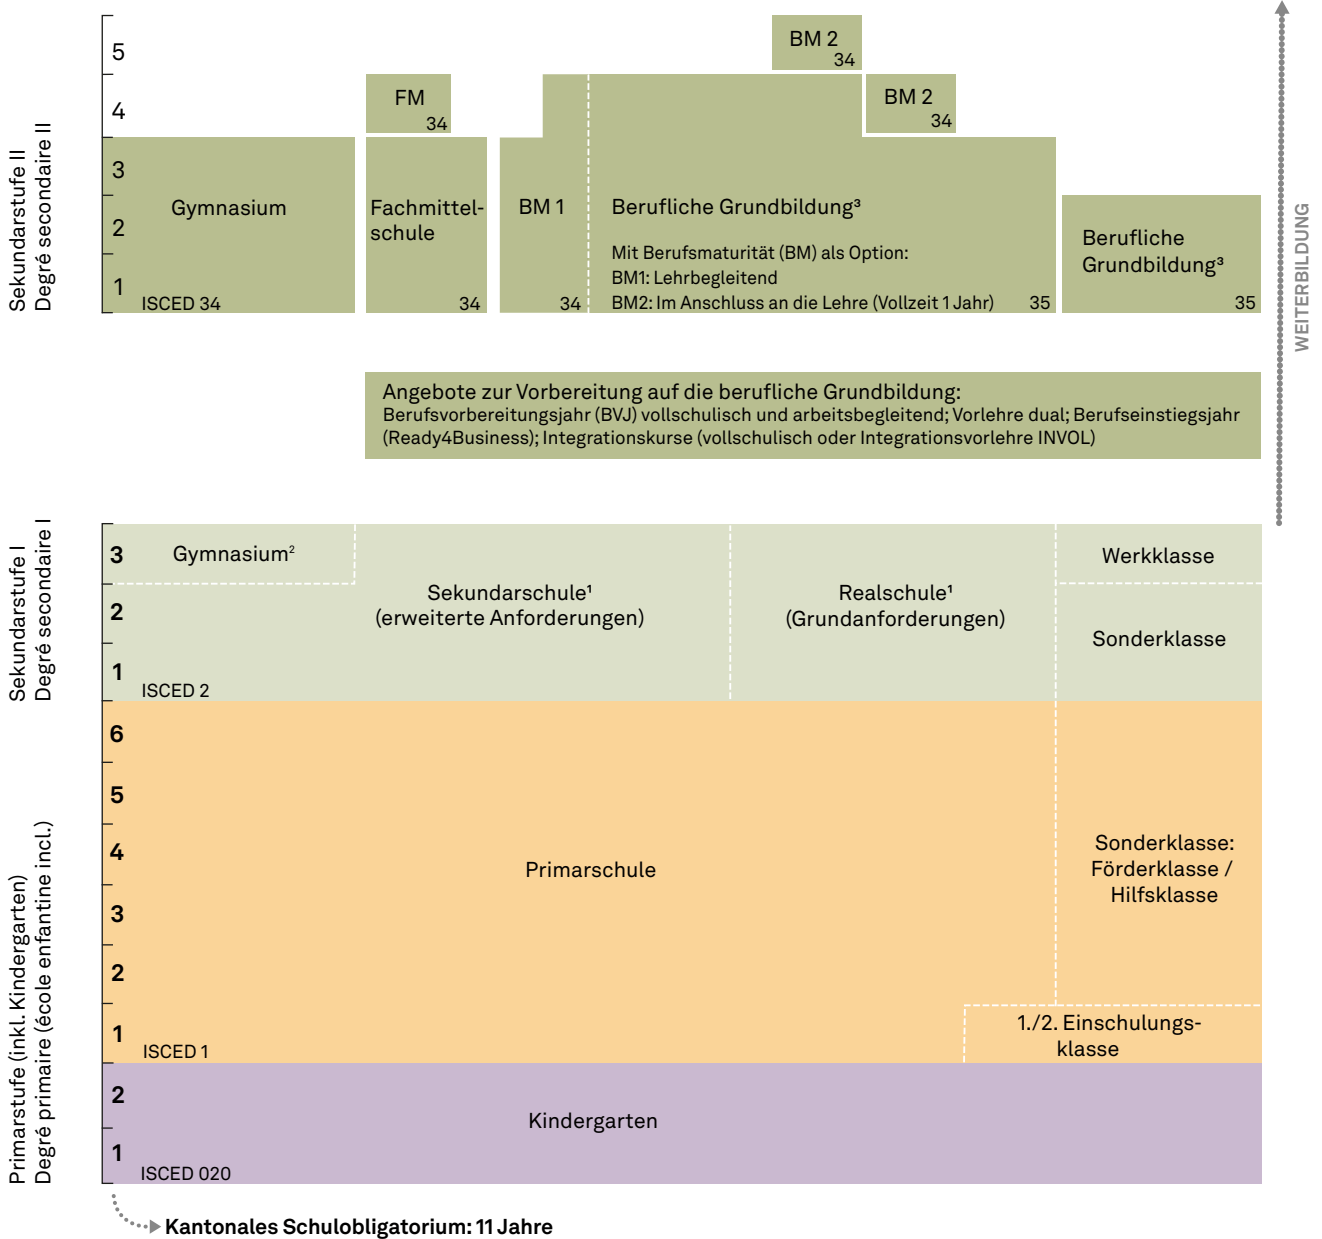 Sekundarstufe II
Degré secondaire II
5
4
3
2
1
BM 2
34
FM
34
BM 2
34
Gymnasium
ISCED 34
Fachmittel-
schule
34
BM 1
34
Berufliche Grundbildung³
Mit Berufsmaturität (BM) als Option:
BM1: Lehrbegleitend
BM2: Im Anschluss an die Lehre (Vollzeit 1 Jahr)
35
Berufliche
Grundbildung³
35
WEITERBILDUNG
Angebote zur Vorbereitung auf die berufliche Grundbildung:
Berufsvorbereitungsjahr (BVJ) vollschulisch und arbeitsbegleitend; Vorlehre dual; Berufseinstiegsjahr
(Ready4Business); Integrationskurse (vollschulisch oder Integrationsvorlehre INVOL)
Sekundarstufe I
Degré secondaire I
3
2
1
Gymnasium²
Sekundarschule¹
(erweiterte Anforderungen)
Realschule¹
(Grundanforderungen)
Werkklasse
Sonderklasse
ISCED 2
Primarstufe (inkl. Kindergarten)
Degré primaire (école enfantine incl.)
6
5
4
3
2
1
Primarschule
Sonderklasse:
Förderklasse /
Hilfsklasse
1./2. Einschulungs-
klasse
ISCED 1
2
1
Kindergarten
ISCED 020
Kantonales Schulobligatorium: 11 Jahre